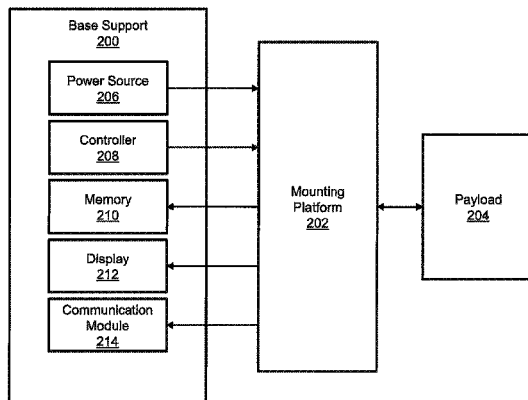 Base Support
200
Power Source
206
Controller
208
Memory
210
Display
212
Communication
Module
214
Mounting
Platform
202
Payload
204